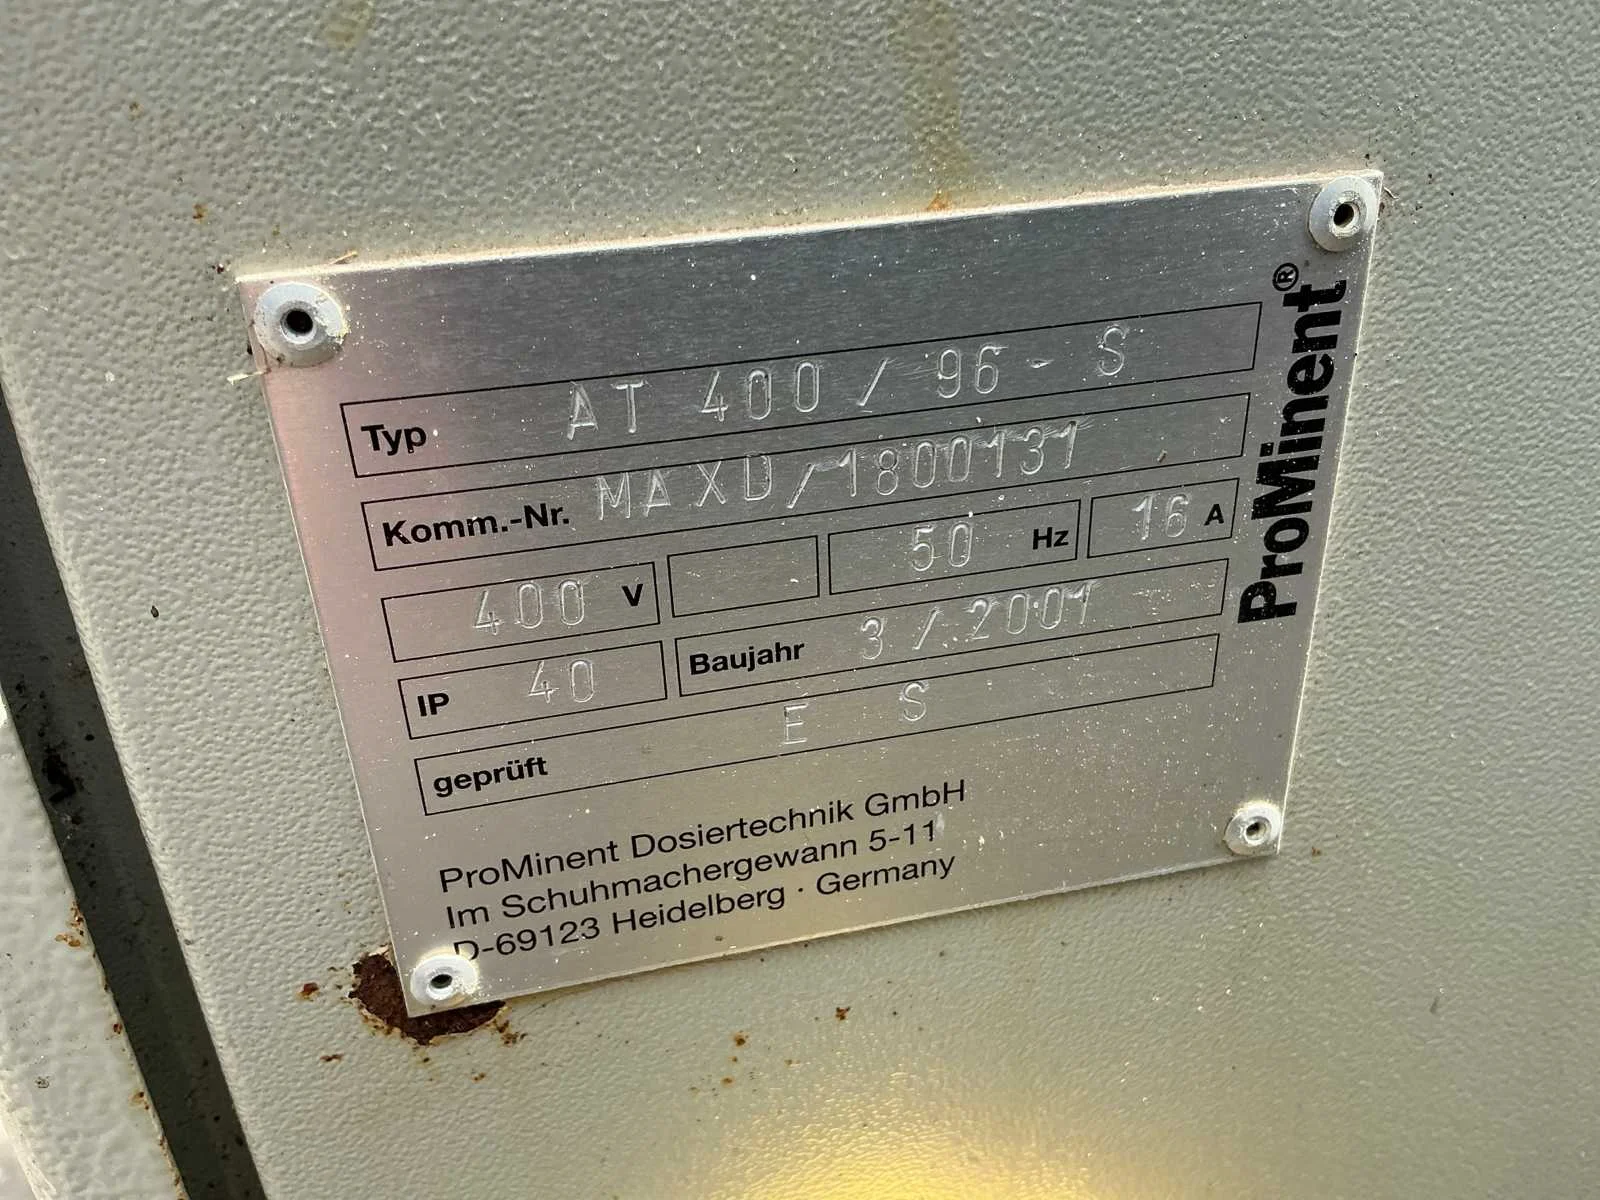 Typ AT 400 / 96 - S
Komm.-Nr. MAXD/1800131
400 V 50 Hz 16 A
IP 40 Baujahr 3 / 2001
geprüft E S
ProMinent Dosiertechnik GmbH
Im Schuhmachergewann 5-11
D-69123 Heidelberg · Germany
ProMinent®